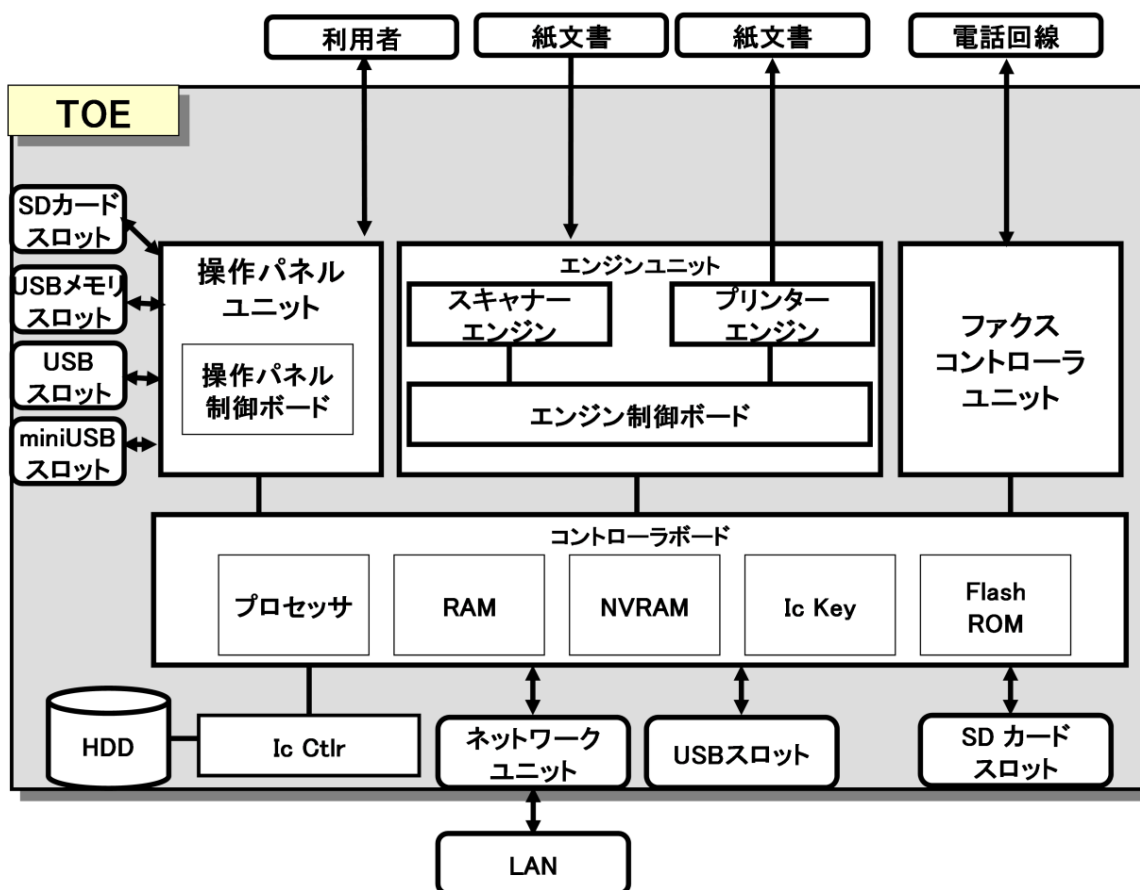 利用者
紙文書
紙文書
電話回線
TOE
SDカード
スロット
USBメモリ
スロット
USB
スロット
miniUSB
スロット
操作パネル
ユニット
操作パネル
制御ボード
エンジンユニット
スキャナー
エンジン
プリンター
エンジン
エンジン制御ボード
ファクス
コントローラ
ユニット
コントローラボード
プロセッサ
RAM
NVRAM
Ic Key
Flash
ROM
HDD
Ic Ctlr
ネットワーク
ユニット
USBスロット
SD カード
スロット
LAN